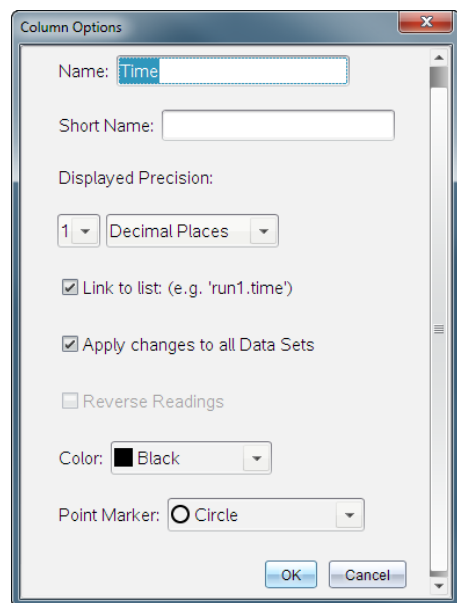 Column Options
Name: Time
Short Name:
Displayed Precision:
1 Decimal Places
Link to list: (e.g. 'run1.time')
Apply changes to all Data Sets
Reverse Readings
Color: Black
Point Marker: Circle
OK Cancel